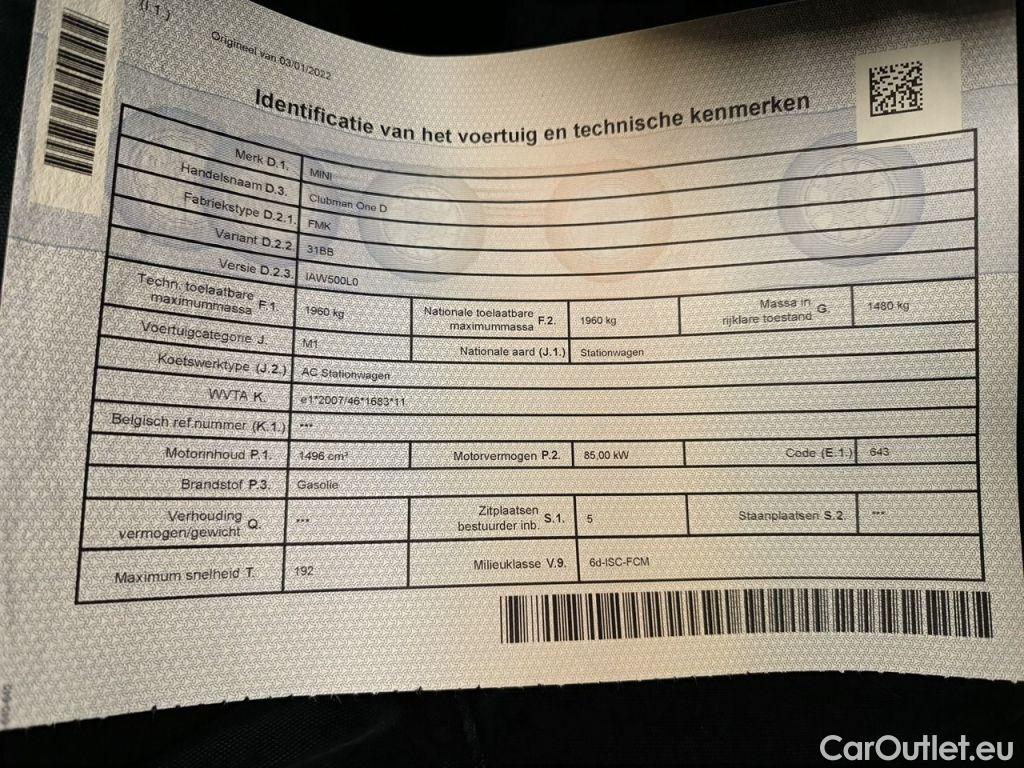 (I.1.)
Origineel van 03/01/2022
Identificatie van het voertuig en technische kenmerken
Merk D.1. MINI
Handelsnaam D.3. Clubman One D
Fabriekstype D.2.1. FMK
Variant D.2.2. 31BB
Versie D.2.3. IAW500L0
Techn. toelaatbare maximummassa F.1. 1960 kg Nationale toelaatbare maximummassa F.2. 1960 kg Massa in rijklare toestand G. 1480 kg
Voertuigcategorie J. M1 Nationale aard (J.1.) Stationwagen
Koetswerktype (J.2.) AC Stationwagen
WVTA K. e1*2007/46*1683*11
Belgisch ref.nummer (K.1.) ***
Motorinhoud P.1. 1496 cm³ Motorvermogen P.2. 85,00 kW Code (E.1.) 643
Brandstof P.3. Gasolie
Verhouding vermogen/gewicht Q. *** Zitplaatsen bestuurder inb. S.1. 5 Staanplaatsen S.2. ***
Maximum snelheid T. 192 Milieuklasse V.9. 6d-ISC-FCM
CarOutlet.eu